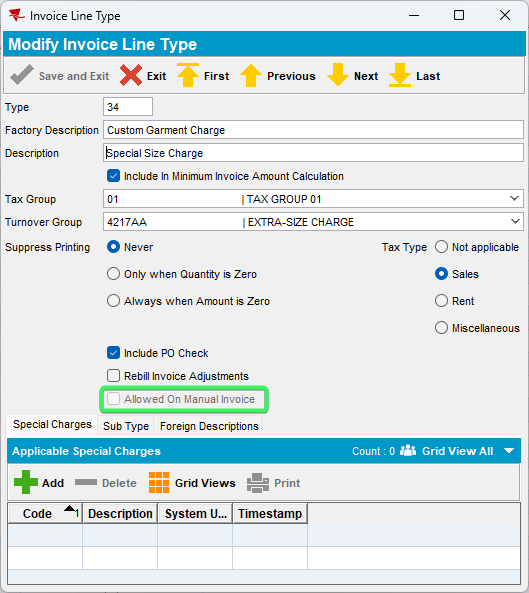 Invoice Line Type
Modify Invoice Line Type
Save and Exit Exit First Previous Next Last
Type 34
Factory Description Custom Garment Charge
Description Special Size Charge
Include In Minimum Invoice Amount Calculation
Tax Group 01 | TAX GROUP 01
Turnover Group 4217AA | EXTRA-SIZE CHARGE
Suppress Printing Never Tax Type Not applicable
Only when Quantity is Zero Sales
Always when Amount is Zero Rent
Miscellaneous
Include PO Check
Rebill Invoice Adjustments
Allowed On Manual Invoice
Special Charges Sub Type Foreign Descriptions
Applicable Special Charges Count : 0 Grid View All
Add Delete Grid Views Print
Code 1 Description System U... Timestamp